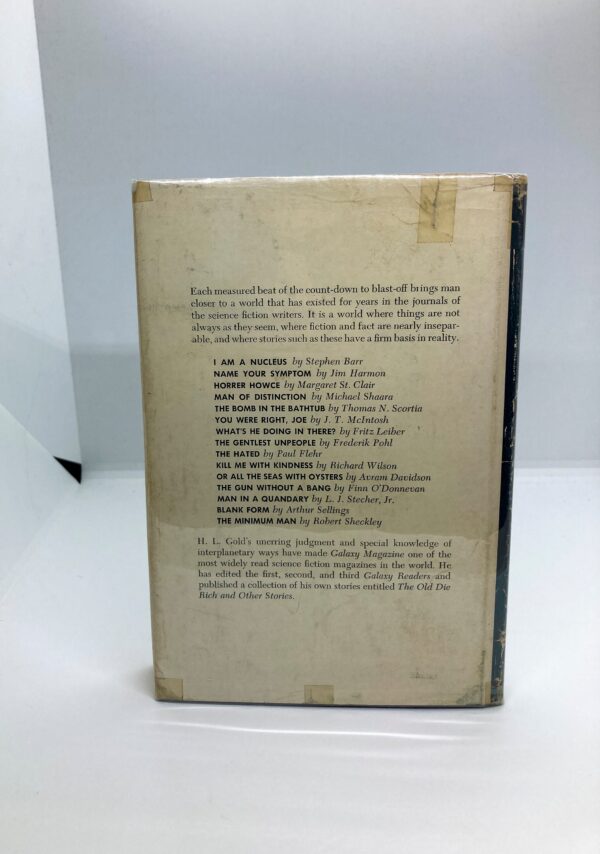 Each measured beat of the count-down to blast-off brings man
closer to a world that has existed for years in the journals of
the science fiction writers. It is a world where things are not
always as they seem, where fiction and fact are nearly insepar-
able, and where stories such as these have a firm basis in reality.
I AM A NUCLEUS by Stephen Barr
NAME YOUR SYMPTOM by Jim Harmon
HORRER HOWCE by Margaret St. Clair
MAN OF DISTINCTION by Michael Shaara
THE BOMB IN THE BATHTUB by Thomas N. Scortia
YOU WERE RIGHT, JOE by J. T. McIntosh
WHAT'S HE DOING IN THERE? by Fritz Leiber
THE GENTLEST UNPEOPLE by Frederik Pohl
THE HATED by Paul Flehr
KILL ME WITH KINDNESS by Richard Wilson
OR ALL THE SEAS WITH OYSTERS by Avram Davidson
THE GUN WITHOUT A BANG by Finn O'Donnevan
MAN IN A QUANDARY by L. J. Stecher, Jr.
BLANK FORM by Arthur Sellings
THE MINIMUM MAN by Robert Sheckley
H. L. Gold's unerring judgment and special knowledge of
interplanetary ways have made Galaxy Magazine one of the
most widely read science fiction magazines in the world. He
has edited the first, second, and third Galaxy Readers and
published a collection of his own stories entitled The Old Die
Rich and Other Stories.